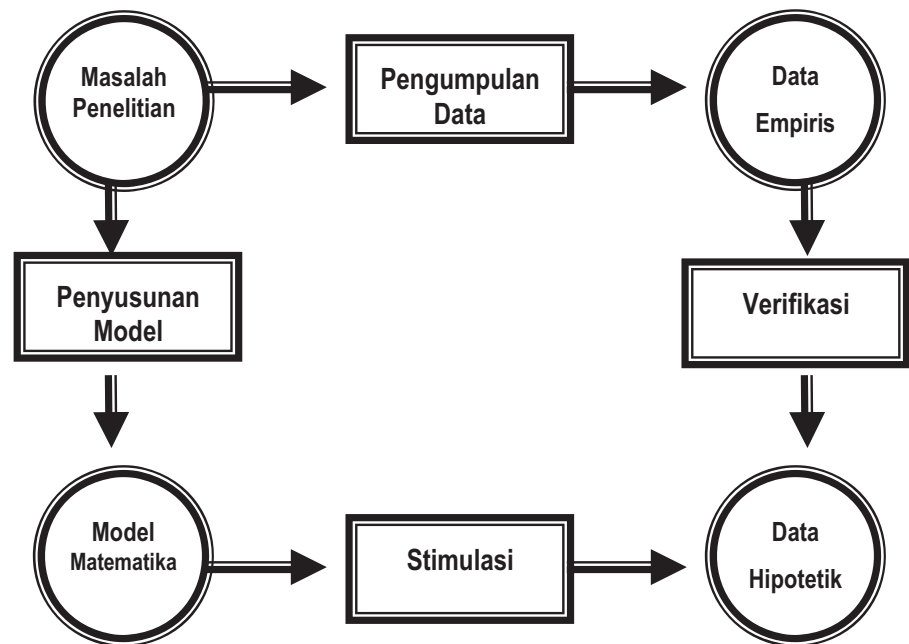 Masalah
Penelitian
Pengumpulan
Data
Data
Empiris
Penyusunan
Model
Verifikasi
Model
Matematika
Stimulasi
Data
Hipotetik